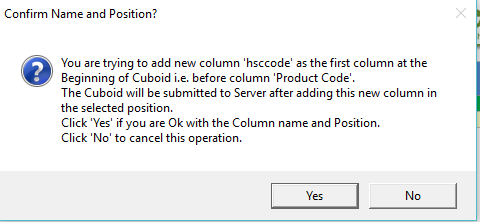 Confirm Name and Position?
You are trying to add new column 'hsccode' as the first column at the
Beginning of Cuboid i.e. before column 'Product Code'.
The Cuboid will be submitted to Server after adding this new column in
the selected position.
Click 'Yes' if you are Ok with the Column name and Position.
Click 'No' to cancel this operation.
Yes No